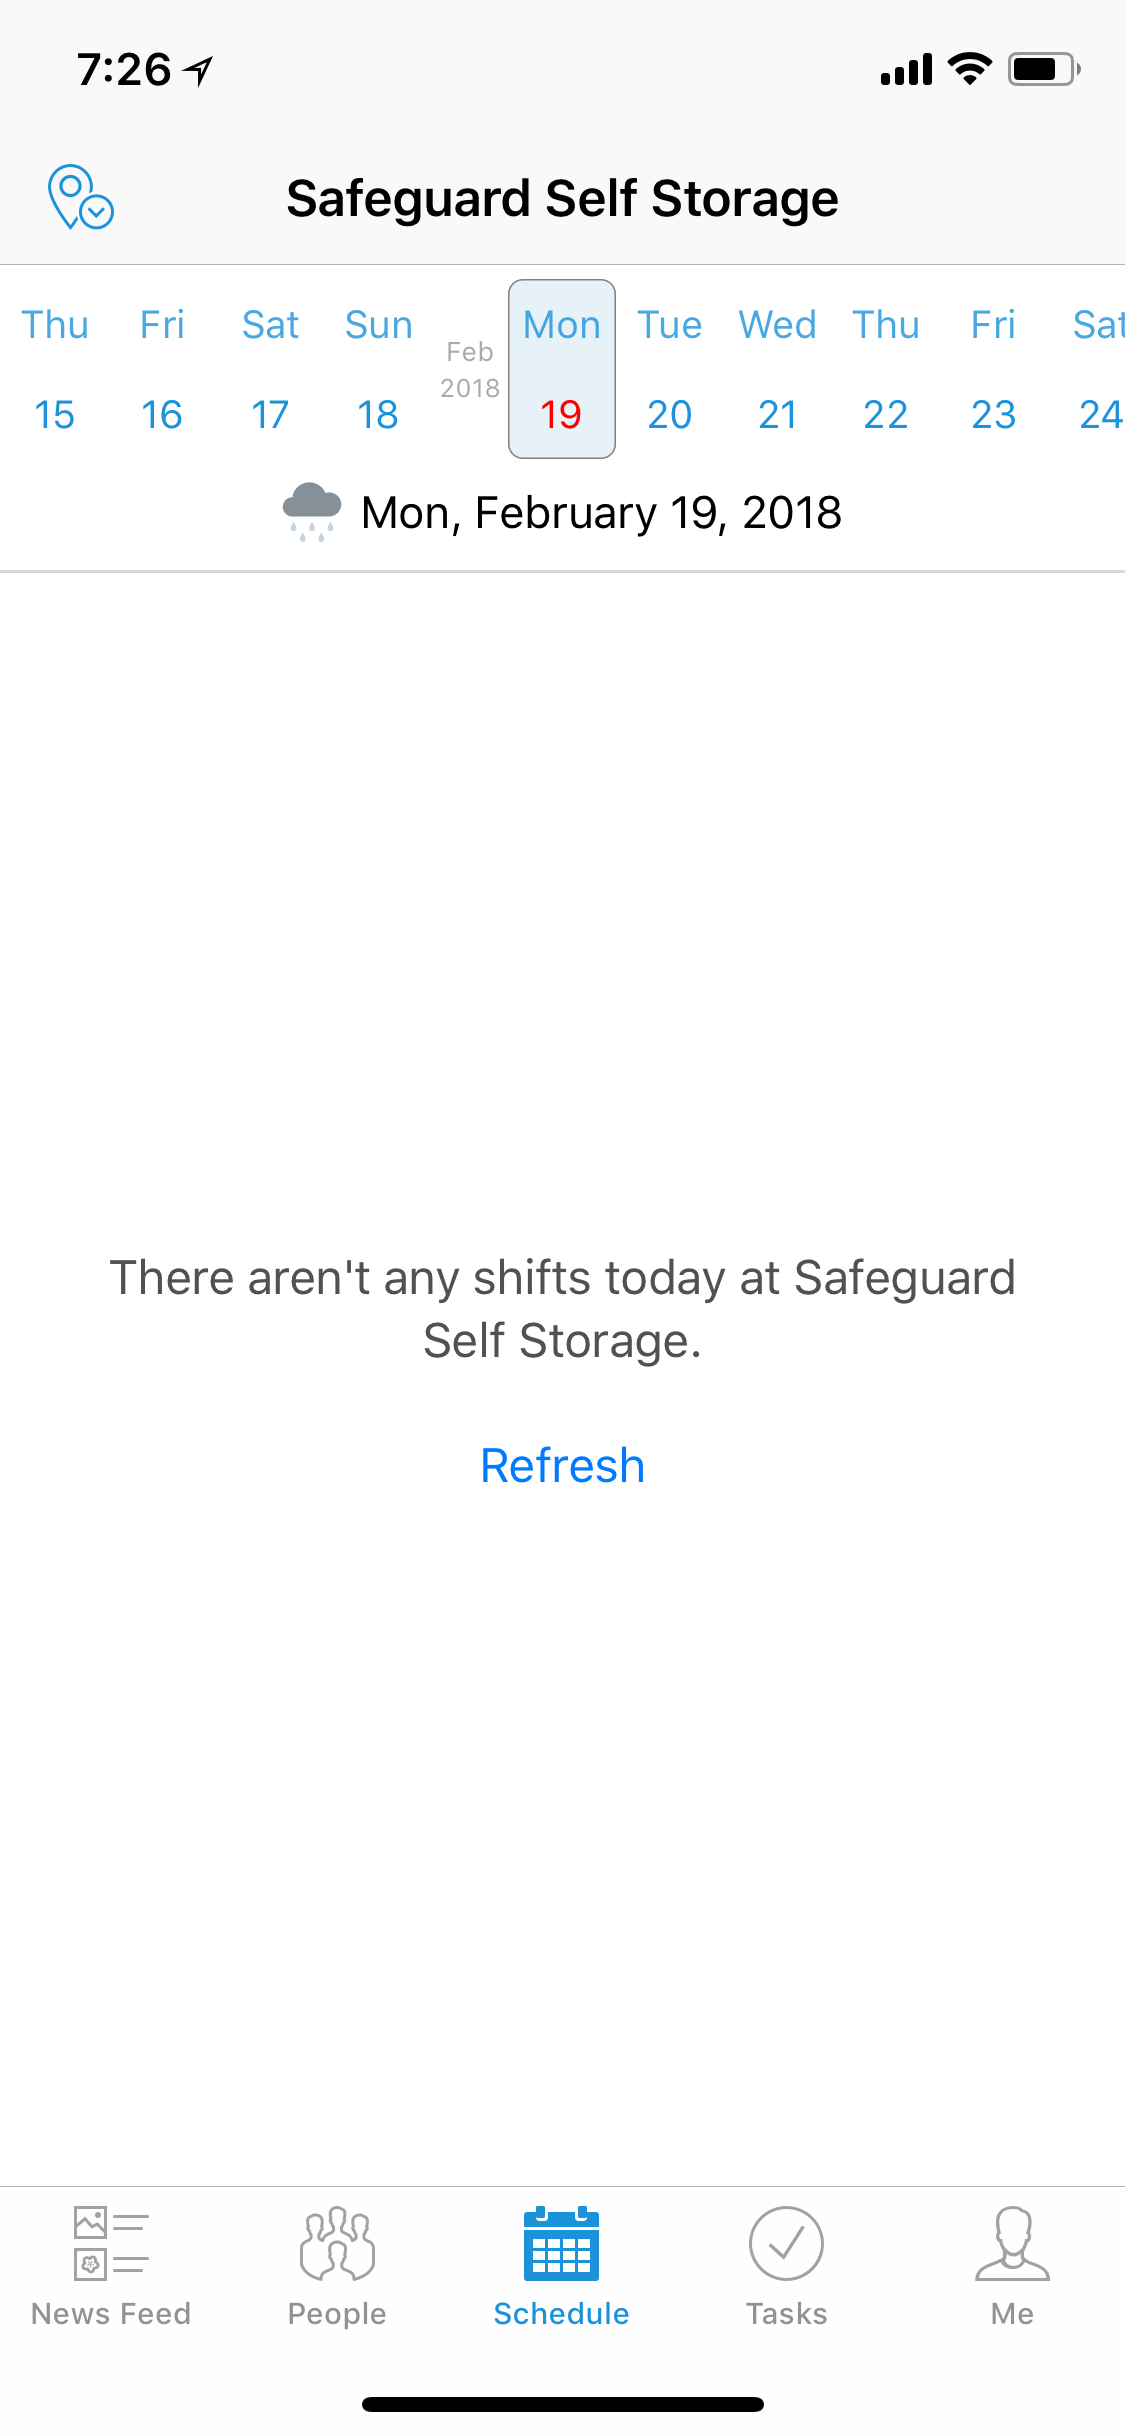 7:26
Safeguard Self Storage
Thu Fri Sat Sun Feb 2018 Mon Tue Wed Thu Fri Sat
15 16 17 18 19 20 21 22 23 24
Mon, February 19, 2018
There aren't any shifts today at Safeguard
Self Storage.
Refresh
News Feed People Schedule Tasks Me